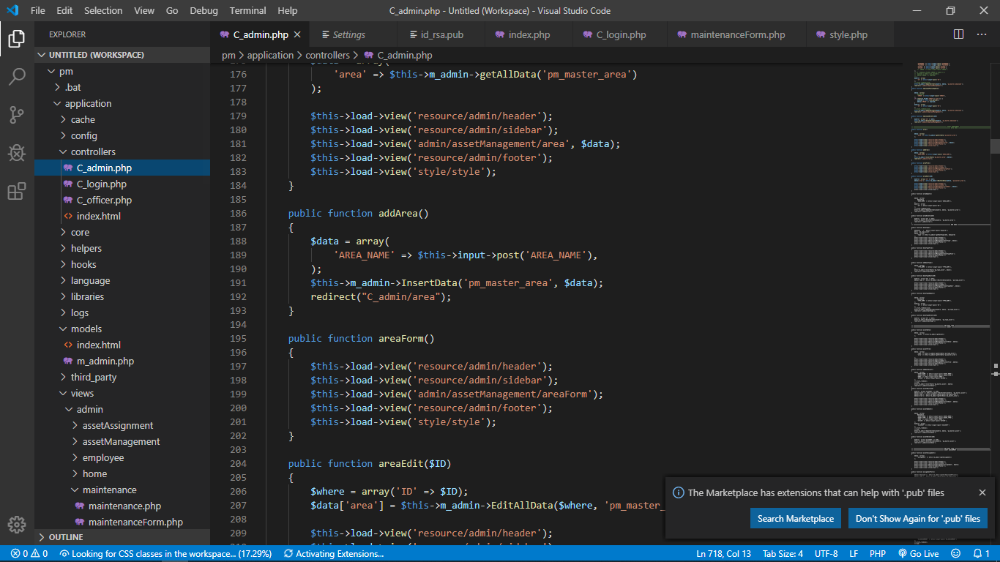 File Edit Selection View Go Debug Terminal Help C_admin.php - Untitled (Workspace) - Visual Studio Code
EXPLORER
UNTITLED (WORKSPACE)
pm
.bat
application
cache
config
controllers
C_admin.php
C_login.php
C_officer.php
index.html
core
helpers
hooks
language
libraries
logs
models
index.html
m_admin.php
third_party
views
admin
assetAssignment
assetManagement
employee
home
maintenance
maintenance.php
maintenanceForm.php
OUTLINE
C_admin.php Settings id_rsa.pub index.php C_login.php maintenanceForm.php style.php
pm > application > controllers > C_admin.php
176 'area' => $this->m_admin->getAllData('pm_master_area')
177 );
178
179 $this->load->view('resource/admin/header');
180 $this->load->view('resource/admin/sidebar');
181 $this->load->view('admin/assetManagement/area', $data);
182 $this->load->view('resource/admin/footer');
183 $this->load->view('style/style');
184 }
185
186 public function addArea()
187 {
188 $data = array(
189 'AREA_NAME' => $this->input->post('AREA_NAME'),
190 );
191 $this->m_admin->InsertData('pm_master_area', $data);
192 redirect("C_admin/area");
193 }
194
195 public function areaForm()
196 {
197 $this->load->view('resource/admin/header');
198 $this->load->view('resource/admin/sidebar');
199 $this->load->view('admin/assetManagement/areaForm');
200 $this->load->view('resource/admin/footer');
201 $this->load->view('style/style');
202 }
203
204 public function areaEdit($ID)
205 {
206 $where = array('ID' => $ID);
207 $data['area'] = $this->m_admin->EditAllData($where, 'pm_master_
208
209 $this->load->view('resource/admin/header');
The Marketplace has extensions that can help with '.pub' files
Search Marketplace Don't Show Again for '.pub' files
0 0 Looking for CSS classes in the workspace... (17.29%) Activating Extensions... Ln 718, Col 13 Tab Size: 4 UTF-8 LF PHP Go Live 1